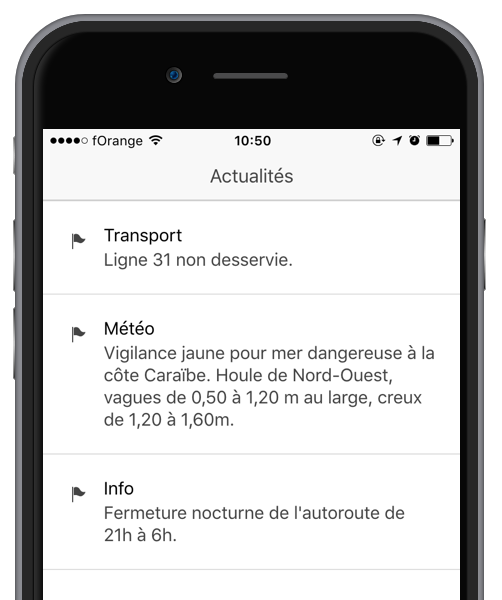 fOrange 10:50
Actualités
Transport
Ligne 31 non desservie.
Météo
Vigilance jaune pour mer dangereuse à la
côte Caraïbe. Houle de Nord-Ouest,
vagues de 0,50 à 1,20 m au large, creux
de 1,20 à 1,60m.
Info
Fermeture nocturne de l'autoroute de
21h à 6h.